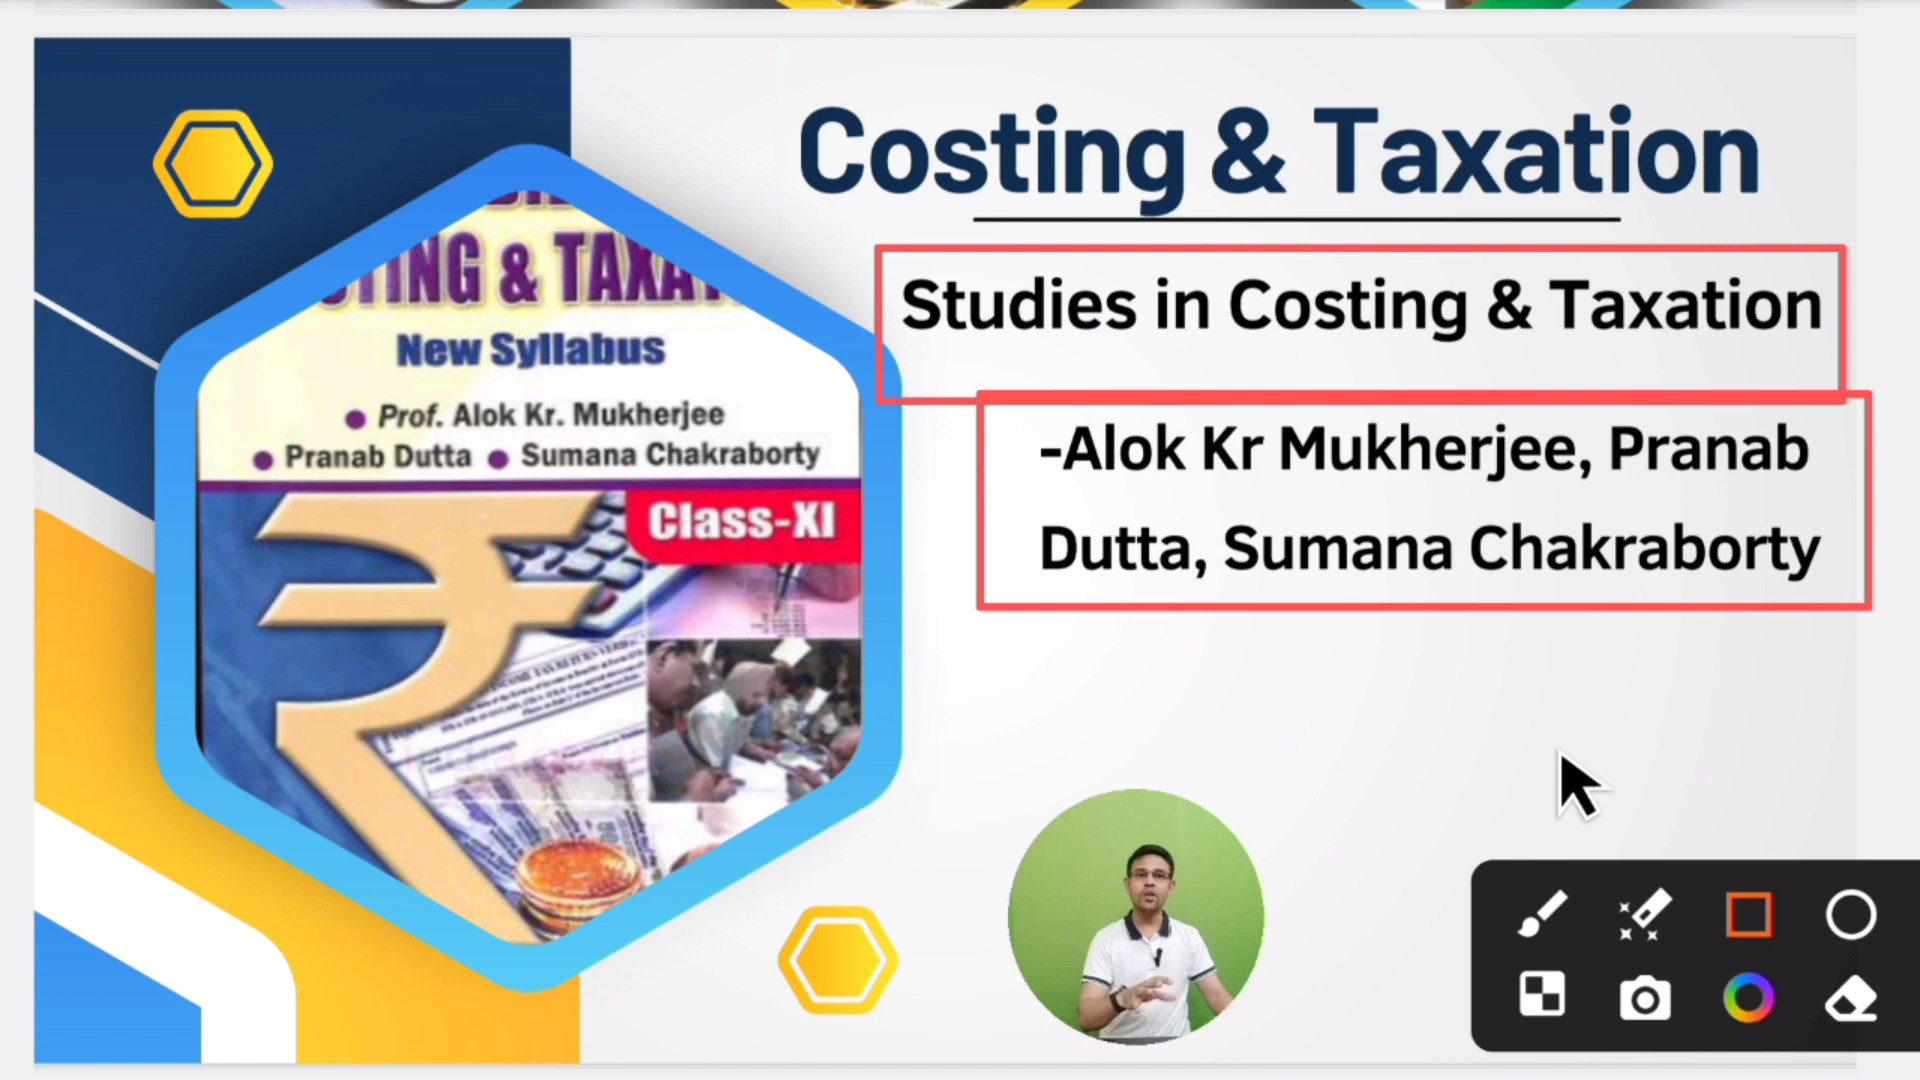 Costing & Taxation
Studies in Costing & Taxation
-Alok Kr Mukherjee, Pranab
Dutta, Sumana Chakraborty
TING & TAXA
New Syllabus
Prof. Alok Kr. Mukherjee
Pranab Dutta Sumana Chakraborty
Class-XI